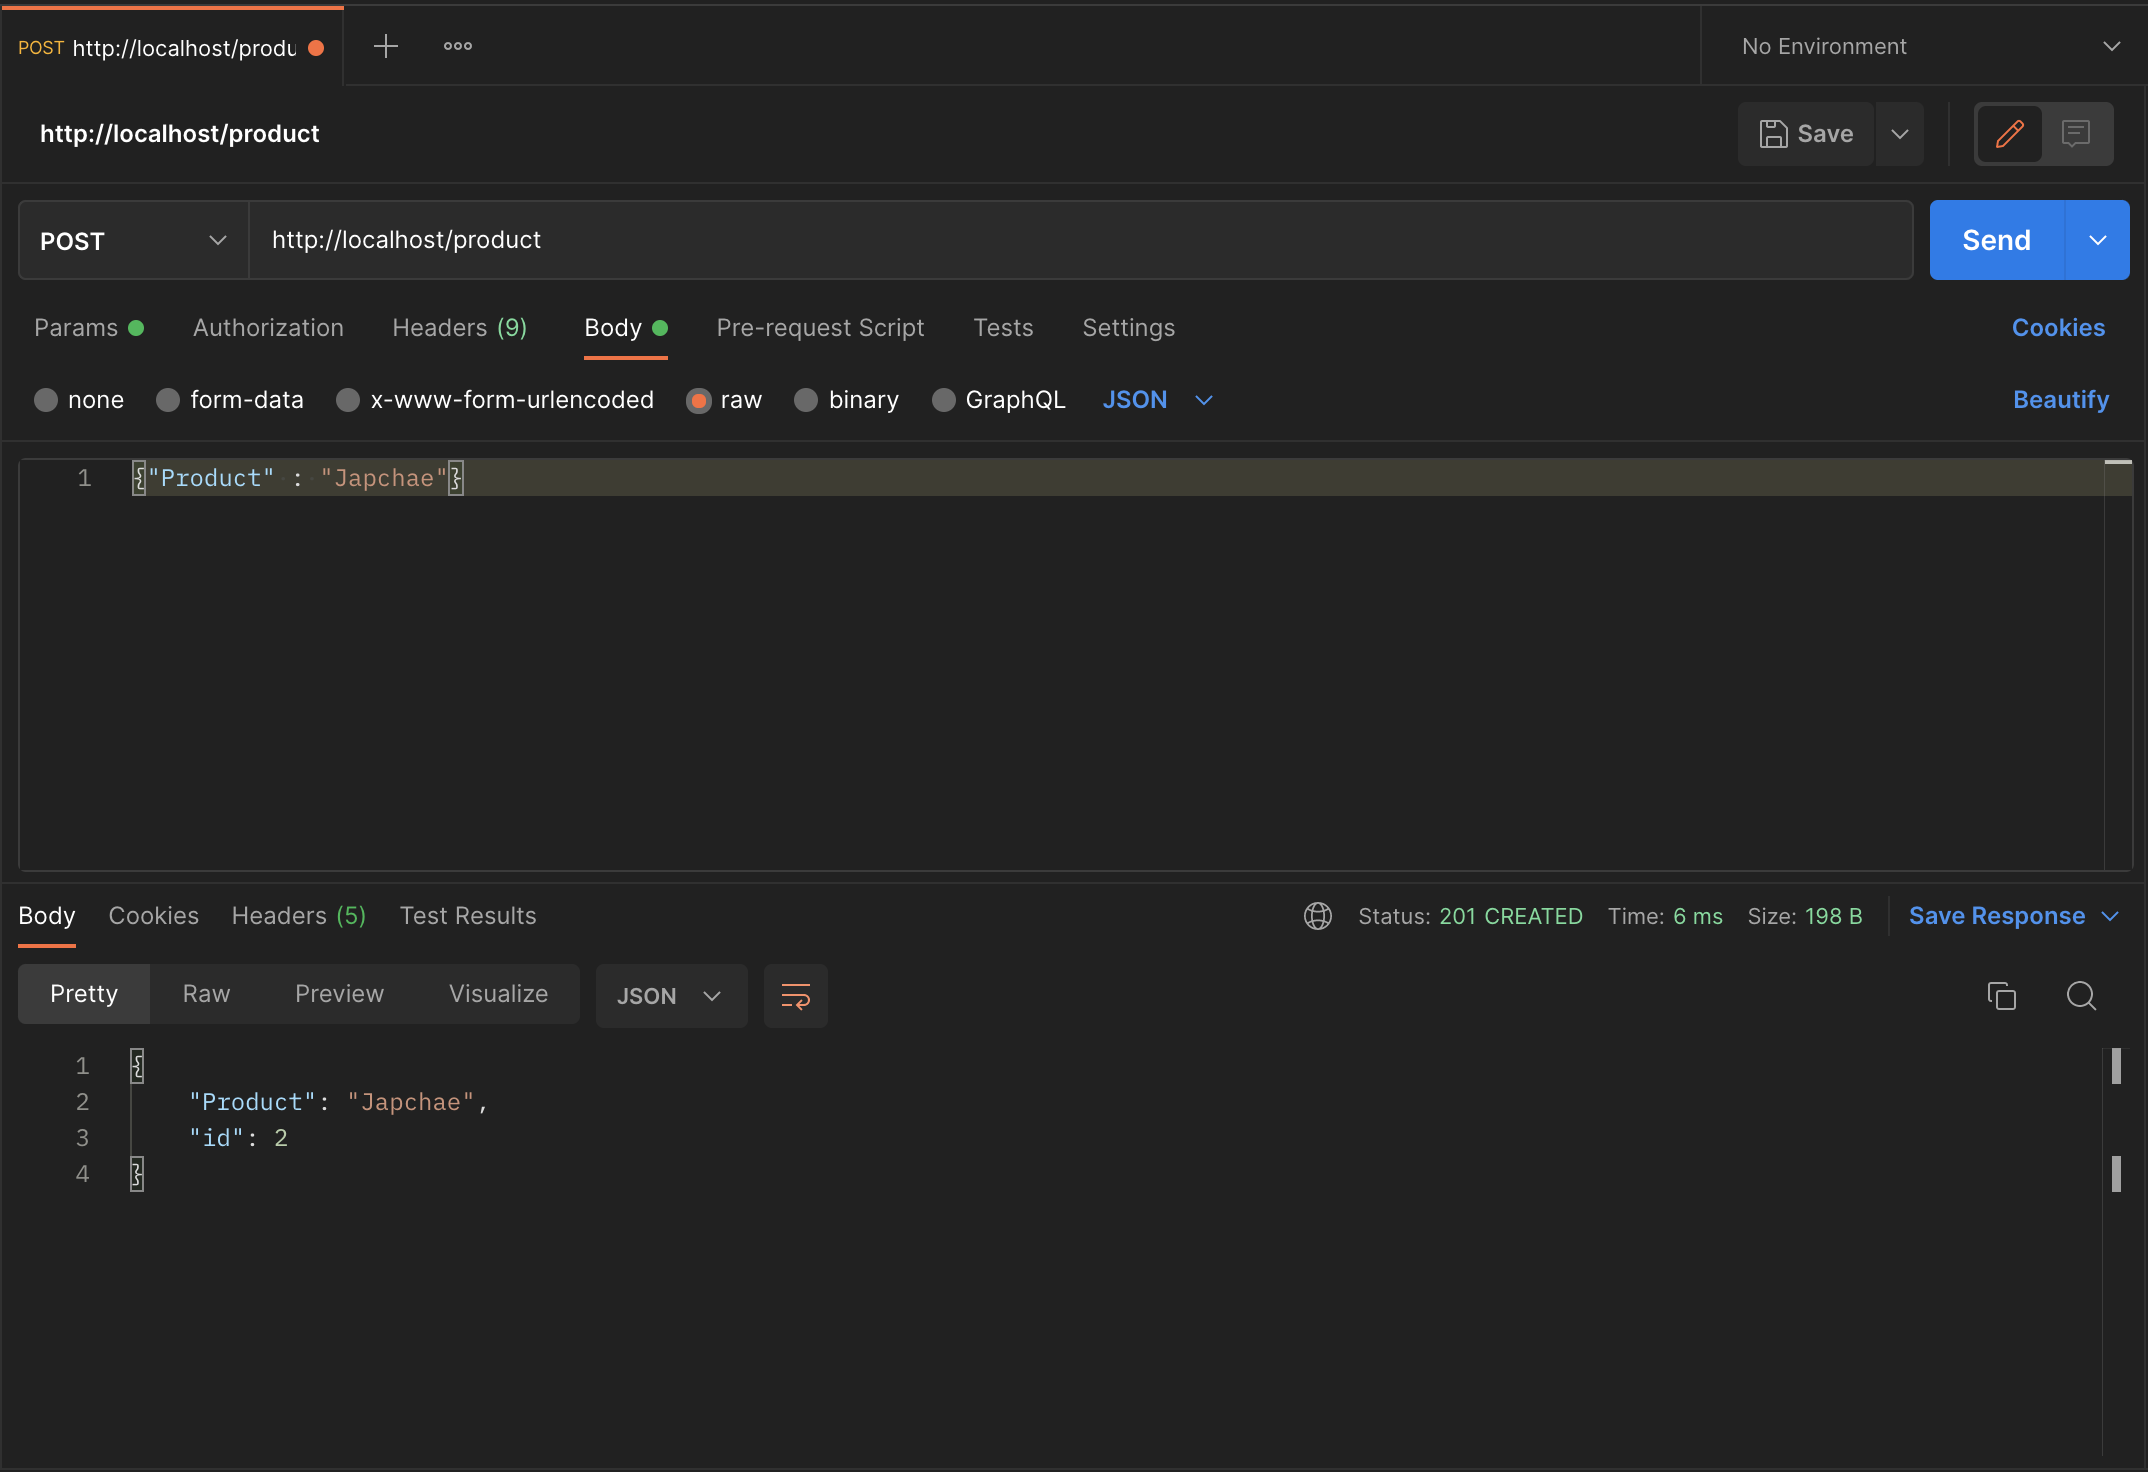 POST http://localhost/produ
No Environment
http://localhost/product
Save
POST http://localhost/product Send
Params Authorization Headers (9) Body Pre-request Script Tests Settings Cookies
none form-data x-www-form-urlencoded raw binary GraphQL JSON Beautify
1 {"Product" : "Japchae"}
Body Cookies Headers (5) Test Results Status: 201 CREATED Time: 6 ms Size: 198 B Save Response
Pretty Raw Preview Visualize JSON
1 {
2 "Product": "Japchae",
3 "id": 2
4 }